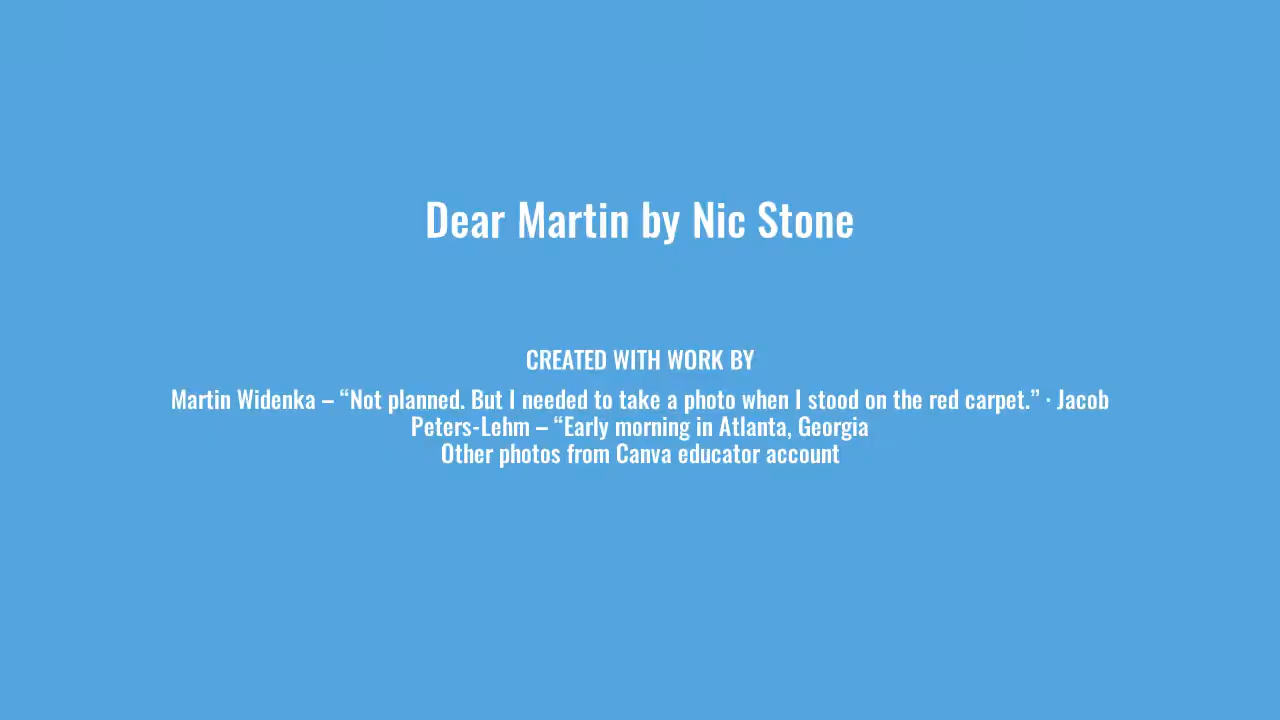 Dear Martin by Nic Stone
CREATED WITH WORK BY
Martin Widenka – “Not planned. But I needed to take a photo when I stood on the red carpet.” · Jacob
Peters-Lehm – “Early morning in Atlanta, Georgia
Other photos from Canva educator account